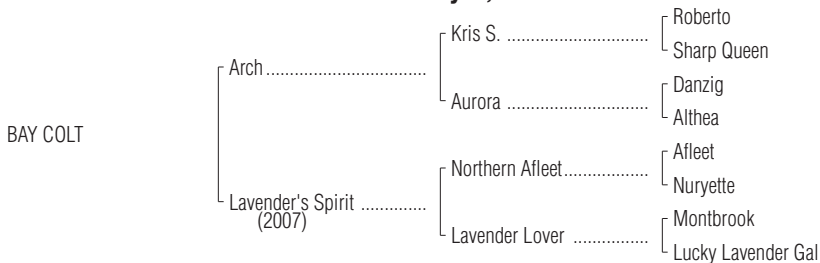 Roberto
Kris S. ..............................
Sharp Queen
Arch ..................................
Danzig
Aurora ..............................
Althea
BAY COLT
Afleet
Northern Afleet..................
Nuryette
Lavender's Spirit ..............
(2007)
Montbrook
Lavender Lover ................
Lucky Lavender Gal